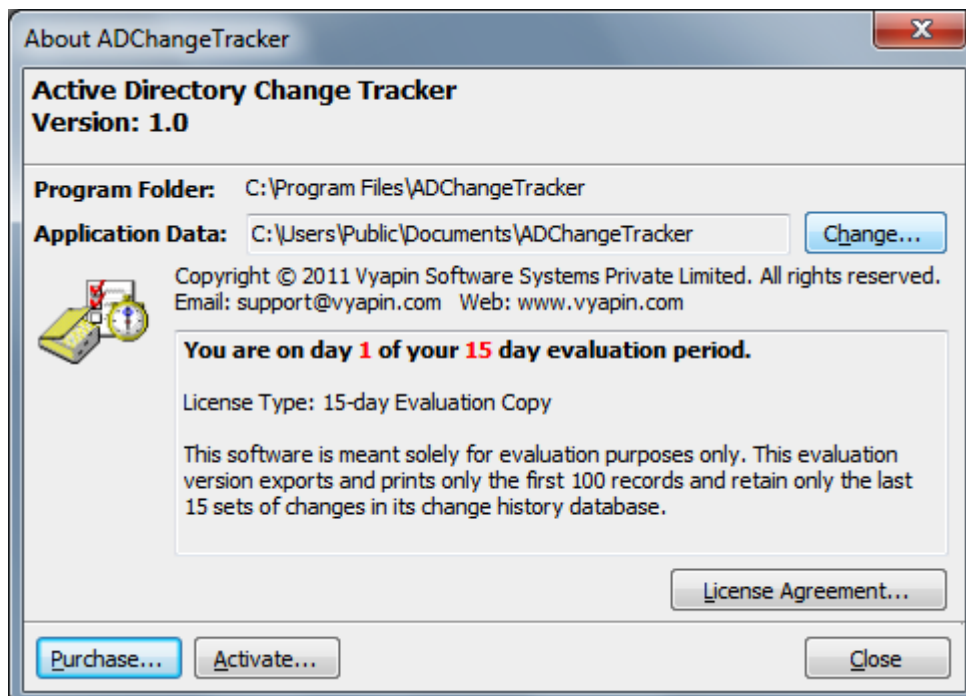 About ADChangeTracker
Active Directory Change Tracker
Version: 1.0
Program Folder: C:\Program Files\ADChangeTracker
Application Data: C:\Users\Public\Documents\ADChangeTracker Change...
Copyright © 2011 Vyapin Software Systems Private Limited. All rights reserved.
Email: support@vyapin.com Web: www.vyapin.com
You are on day 1 of your 15 day evaluation period.
License Type: 15-day Evaluation Copy
This software is meant solely for evaluation purposes only. This evaluation
version exports and prints only the first 100 records and retain only the last
15 sets of changes in its change history database.
License Agreement...
Purchase... Activate... Close